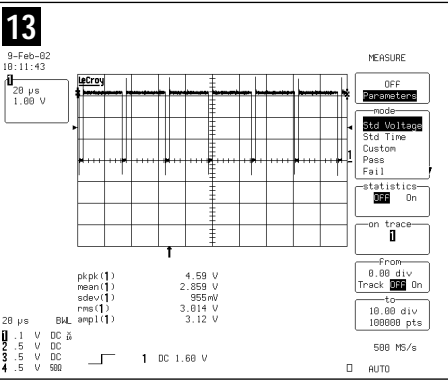 13
9-Feb-02
10:11:43
1
20 µs
1.00 V
LeCroy
1
pkpk(1) 4.59 V
mean(1) 2.859 V
sdev(1) 955mV
rms(1) 3.014 V
ampl(1) 3.12 V
20 µs BWL
1 .1 V DC
2 .5 V DC
3 .5 V DC
4 .5 V 50Ω
1 DC 1.60 V
MEASURE
OFF
Parameters
mode
Std Voltage
Std Time
Custom
Pass
Fail
statistics
OFF On
on trace
1
from
0.00 div
Track OFF On
to
10.00 div
100000 pts
500 MS/s
AUTO